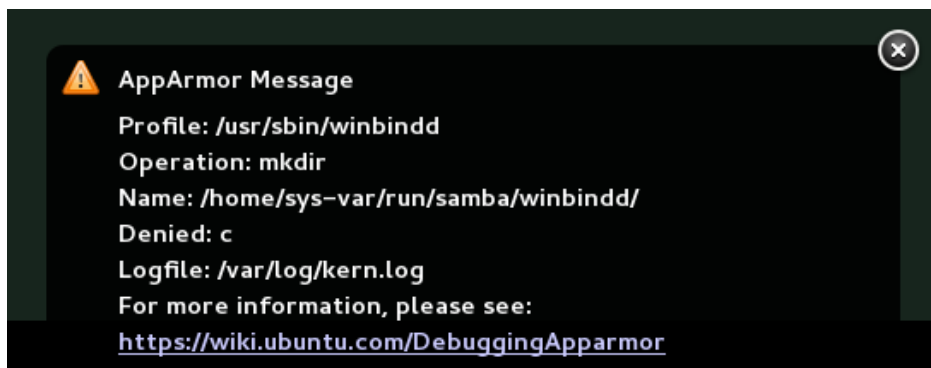 AppArmor Message
Profile: /usr/sbin/winbindd
Operation: mkdir
Name: /home/sys-var/run/samba/winbindd/
Denied: c
Logfile: /var/log/kern.log
For more information, please see:
https://wiki.ubuntu.com/DebuggingApparmor